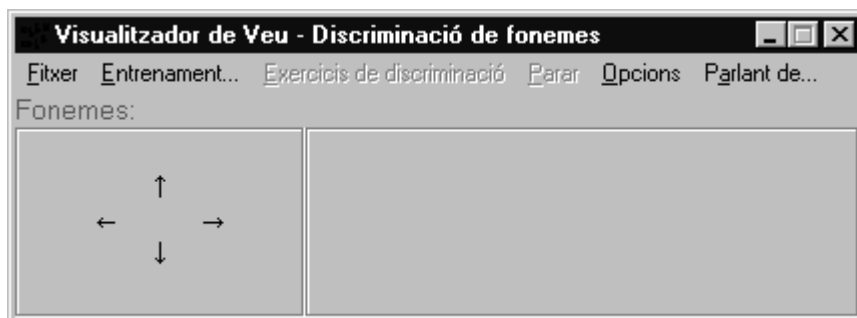 Visualitzador de Veu - Discriminació de fonemes
Fitxer Entrenament... Exercicis de discriminació Parar Opcions Parlant de...
Fonemes:
↑
← →
↓